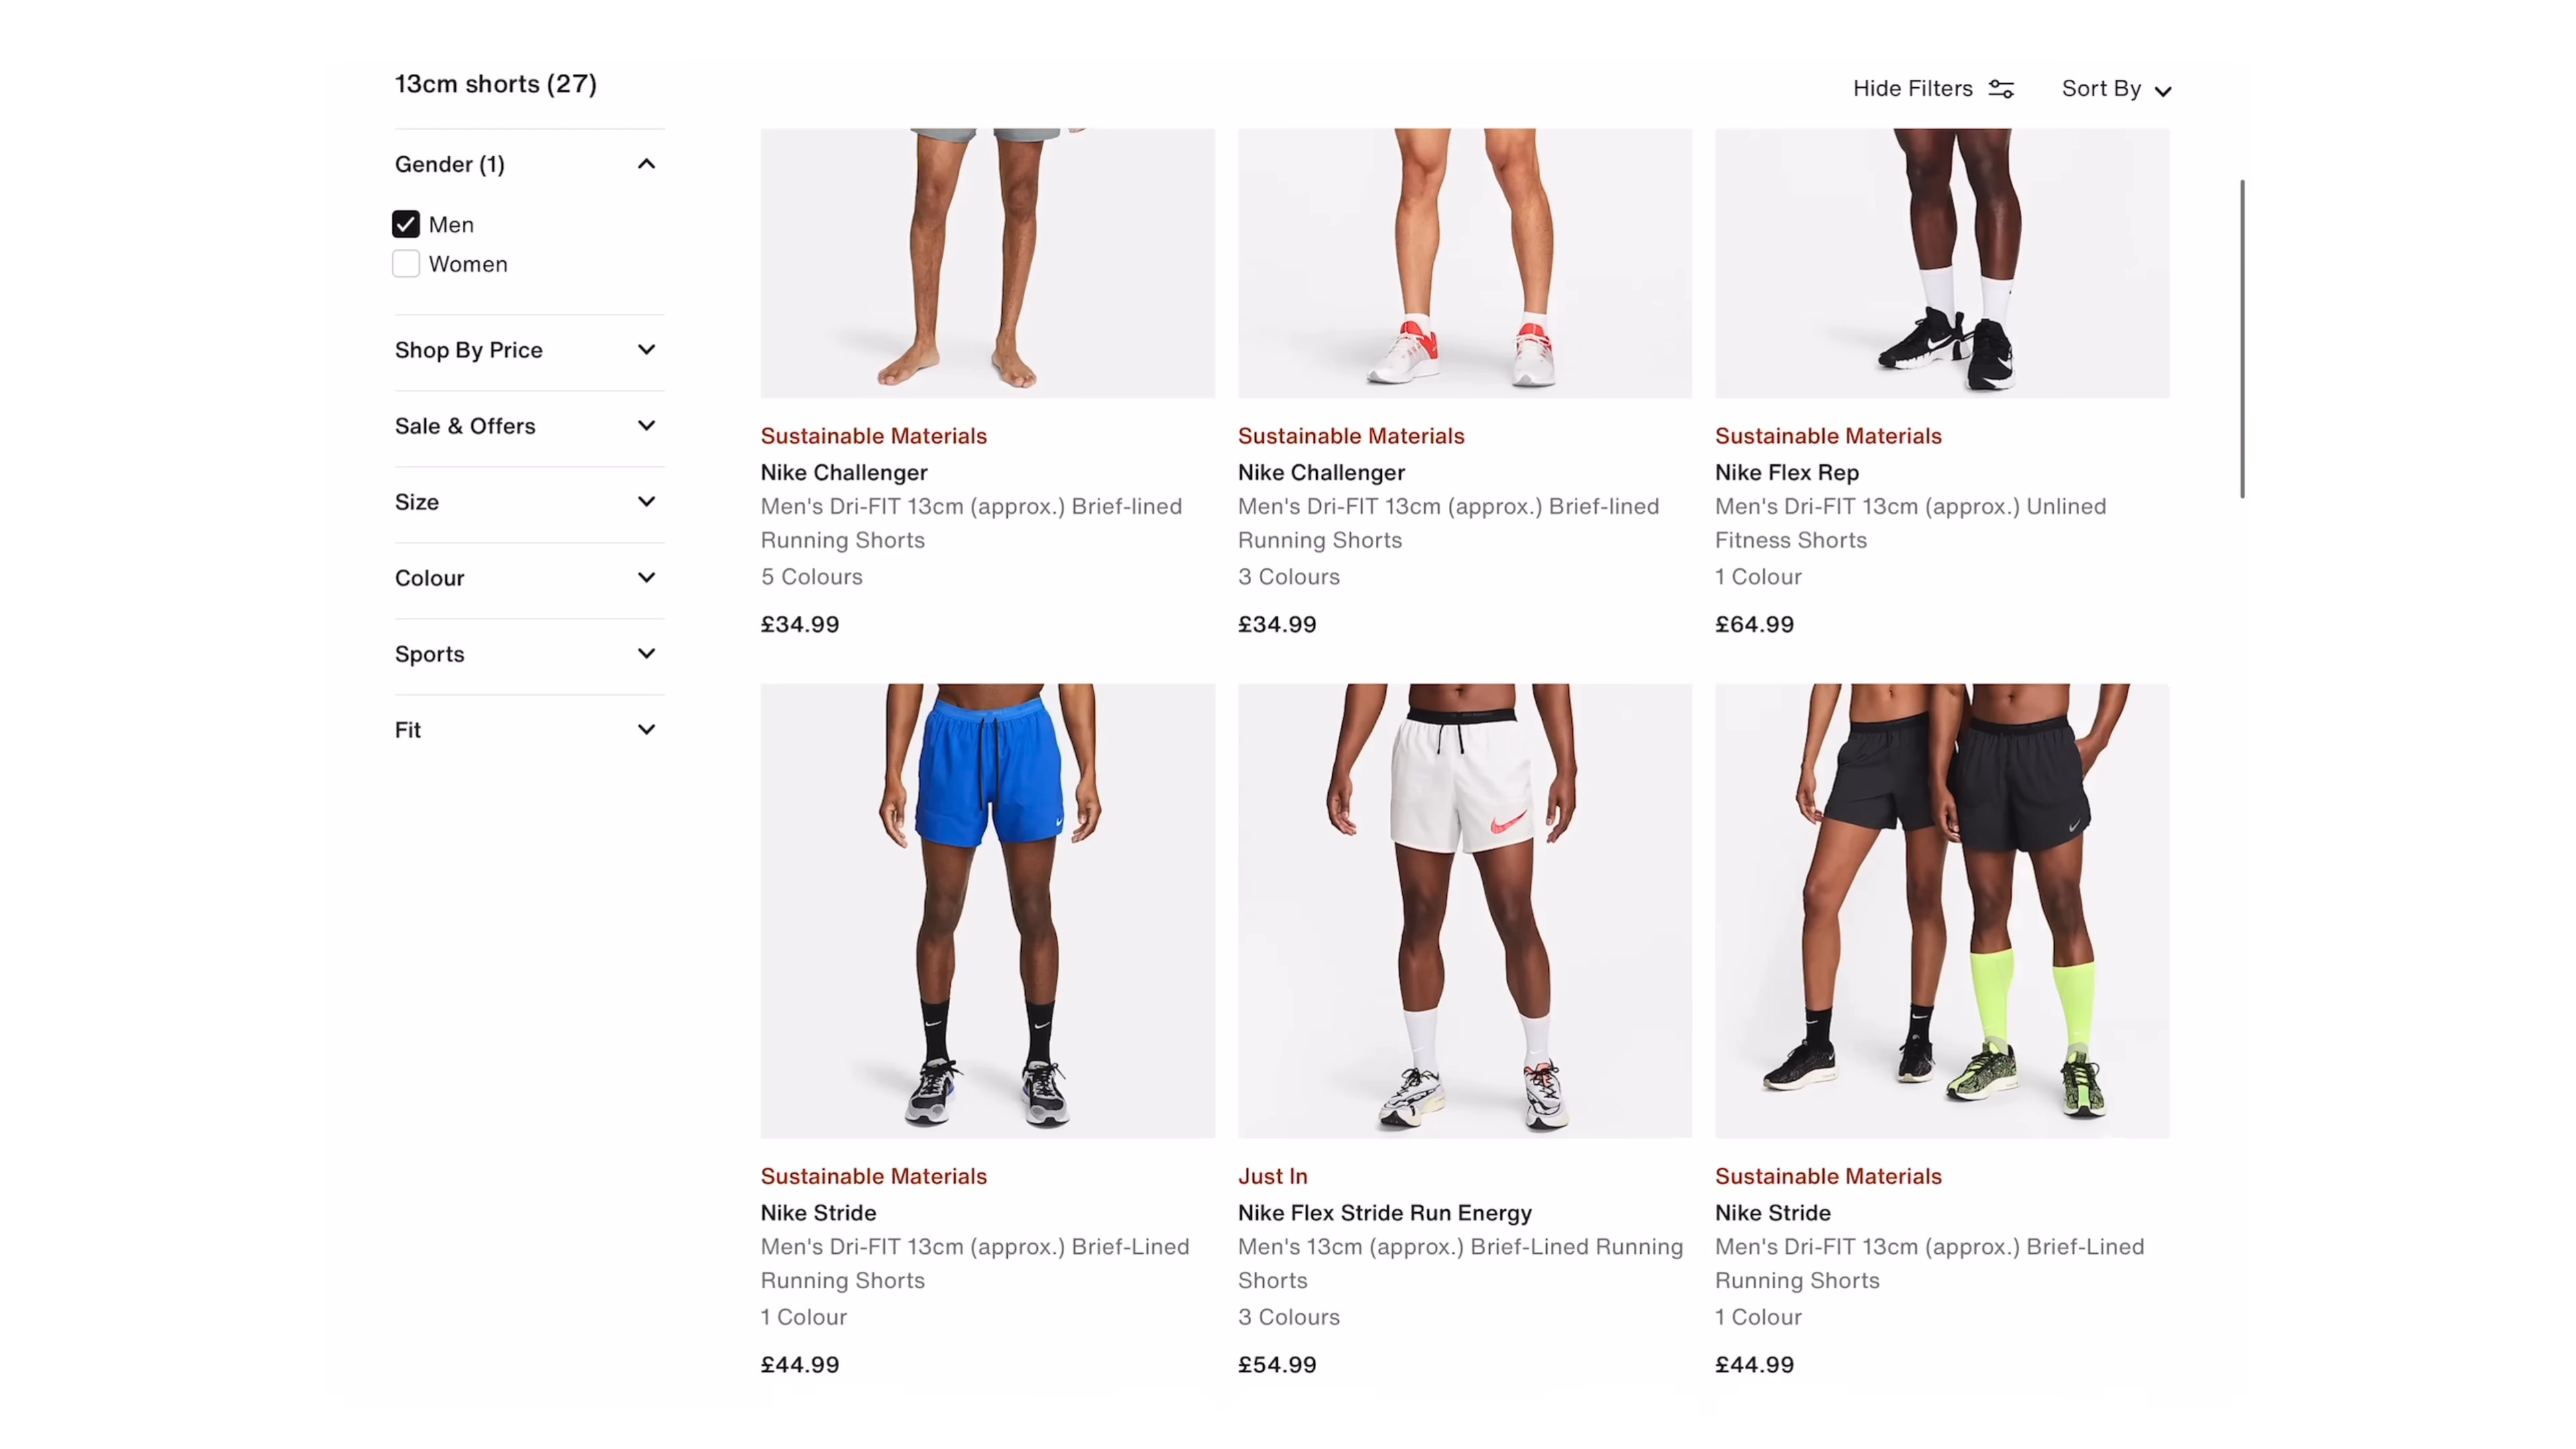 13cm shorts (27)
Hide Filters
Sort By
Gender (1)
Men
Women
Shop By Price
Sale & Offers
Size
Colour
Sports
Fit
Sustainable Materials
Nike Challenger
Men's Dri-FIT 13cm (approx.) Brief-lined
Running Shorts
5 Colours
£34.99
Sustainable Materials
Nike Challenger
Men's Dri-FIT 13cm (approx.) Brief-lined
Running Shorts
3 Colours
£34.99
Sustainable Materials
Nike Flex Rep
Men's Dri-FIT 13cm (approx.) Unlined
Fitness Shorts
1 Colour
£64.99
Sustainable Materials
Nike Stride
Men's Dri-FIT 13cm (approx.) Brief-Lined
Running Shorts
1 Colour
£44.99
Just In
Nike Flex Stride Run Energy
Men's 13cm (approx.) Brief-Lined Running
Shorts
3 Colours
£54.99
Sustainable Materials
Nike Stride
Men's Dri-FIT 13cm (approx.) Brief-Lined
Running Shorts
1 Colour
£44.99